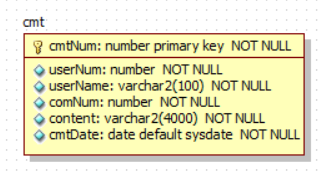 cmt
cmtNum: number primary key NOT NULL
userNum: number NOT NULL
userName: varchar2(100) NOT NULL
comNum: number NOT NULL
content: varchar2(4000) NOT NULL
cmtDate: date default sysdate NOT NULL